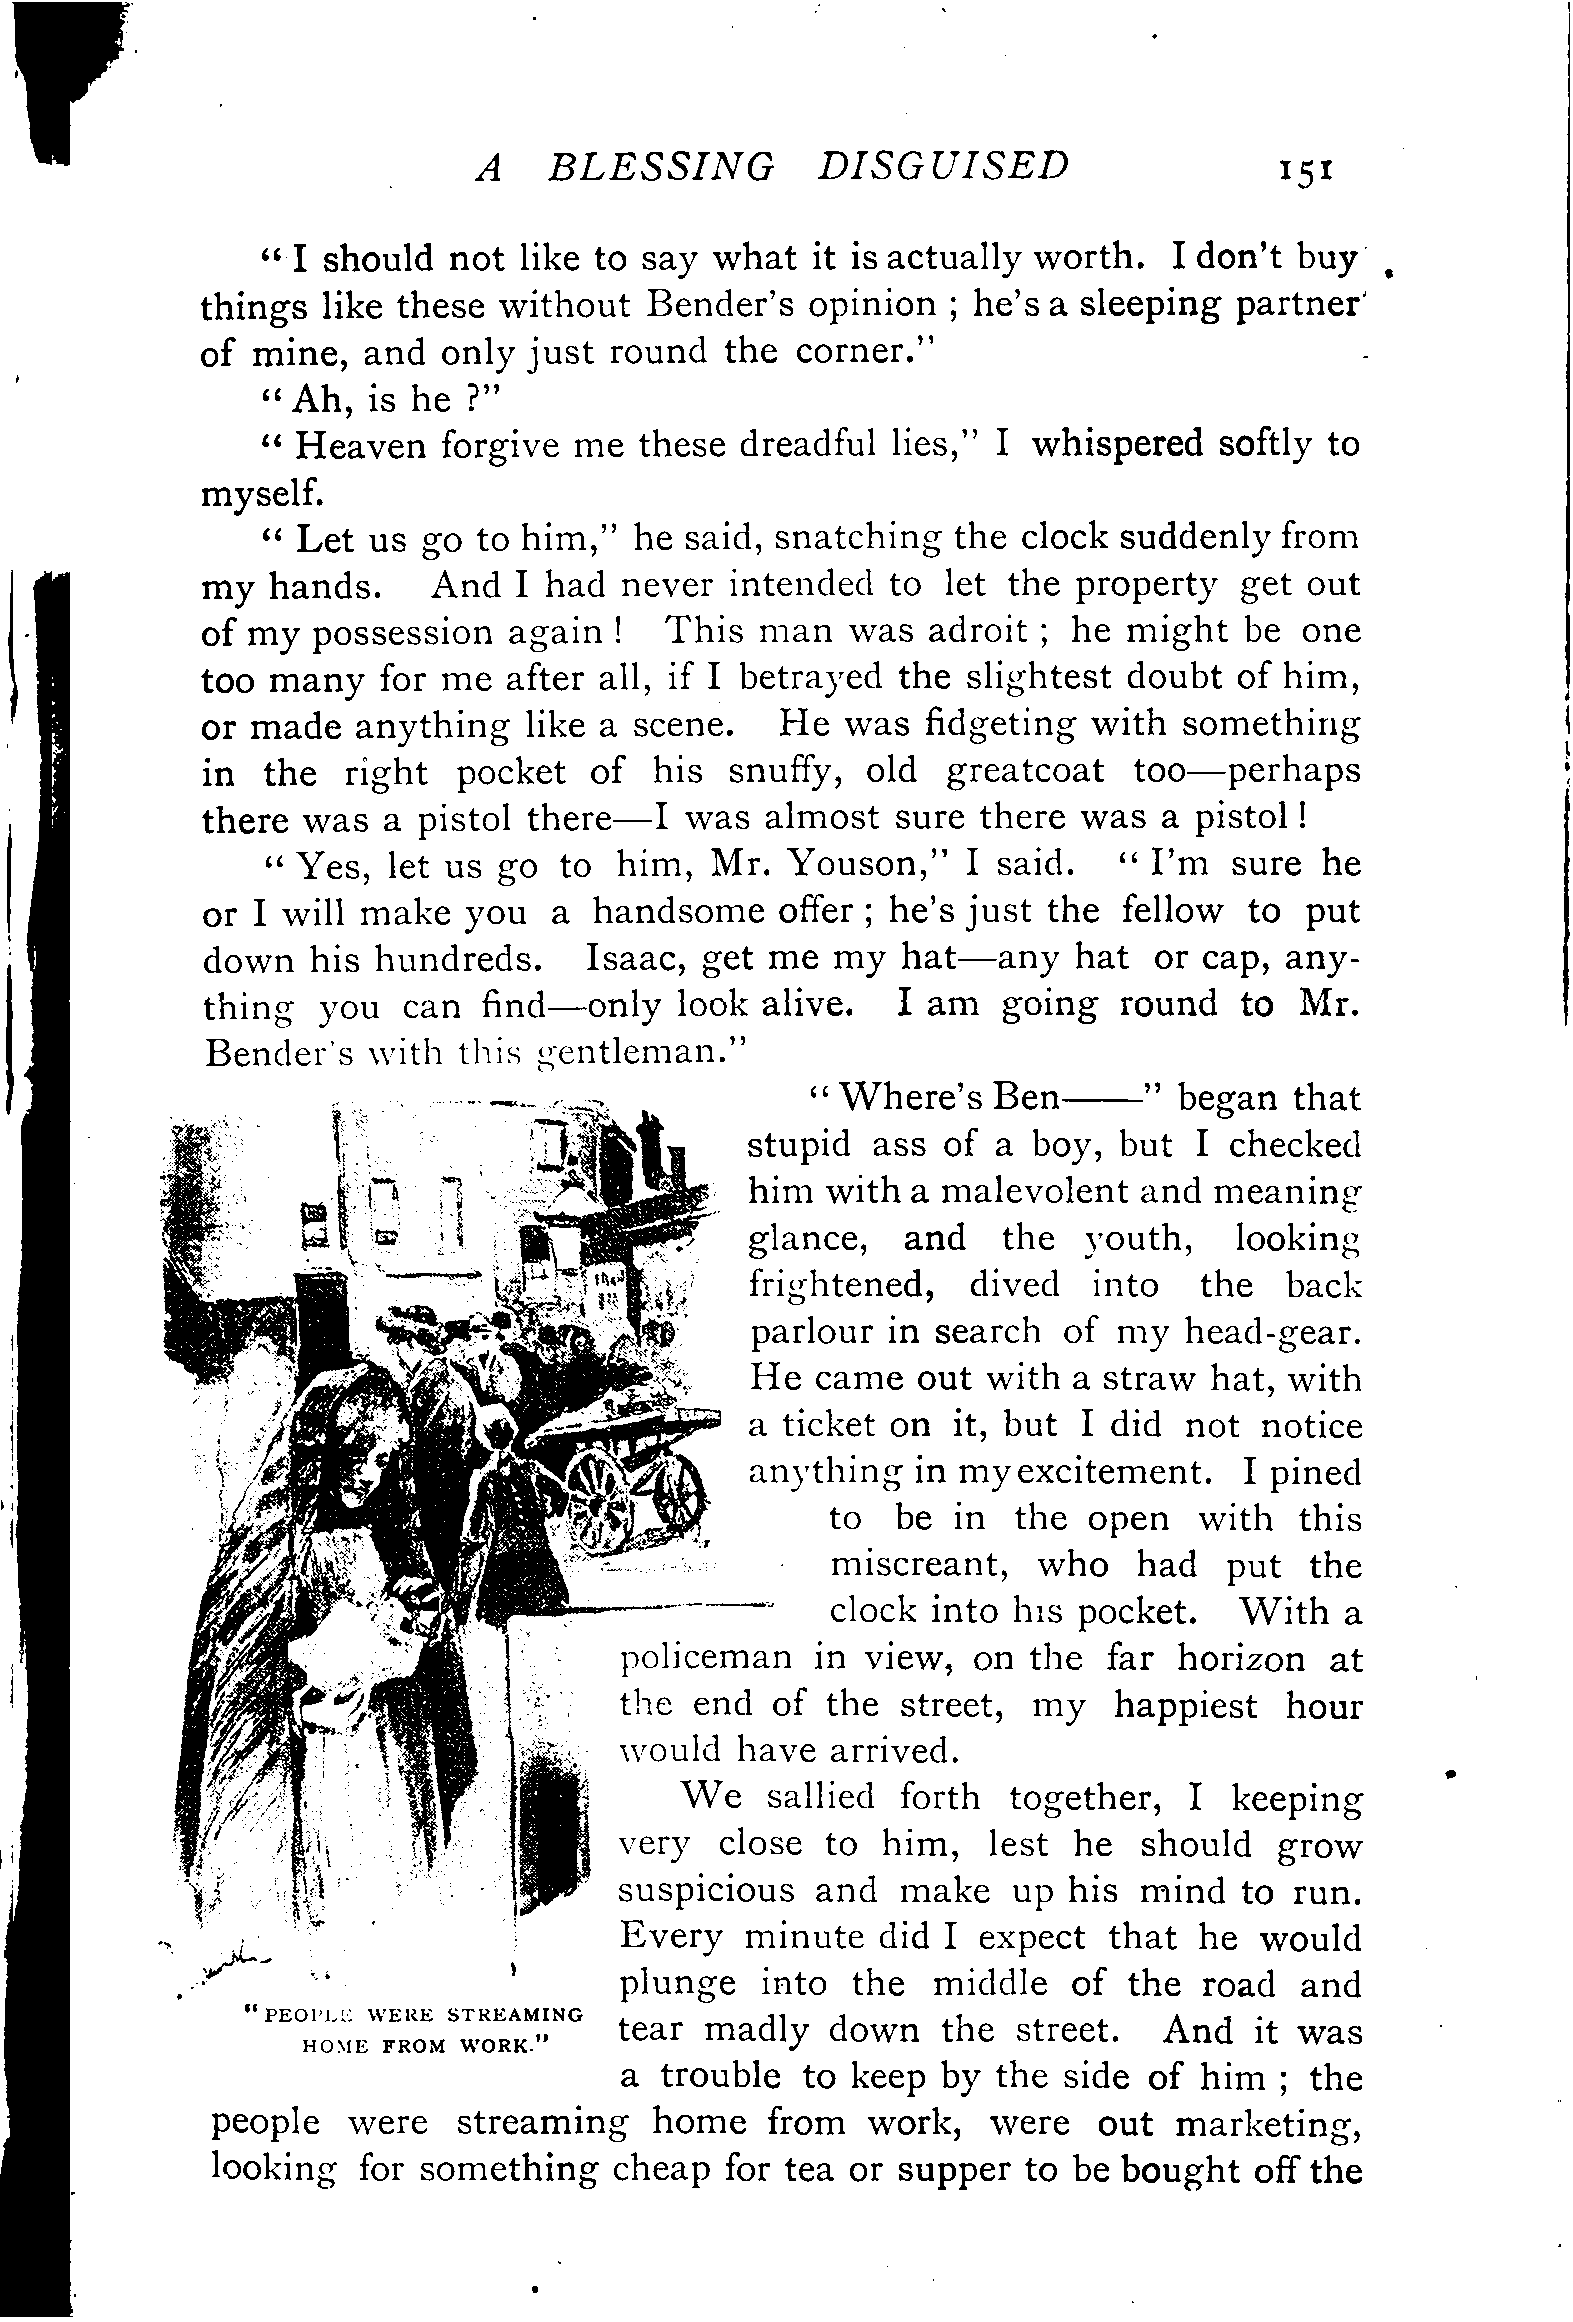 A BLESSING DISGUISED 151
“ I should not like to say what it is actually worth. I don't buy
things like these without Bender's opinion ; he's a sleeping partner
of mine, and only just round the corner.”
“ Ah, is he ?”
“ Heaven forgive me these dreadful lies,” I whispered softly to
myself.
“ Let us go to him,” he said, snatching the clock suddenly from
my hands. And I had never intended to let the property get out
of my possession again ! This man was adroit ; he might be one
too many for me after all, if I betrayed the slightest doubt of him,
or made anything like a scene. He was fidgeting with something
in the right pocket of his snuffy, old greatcoat too—perhaps
there was a pistol there—I was almost sure there was a pistol !
“ Yes, let us go to him, Mr. Youson,” I said. “ I'm sure he
or I will make you a handsome offer ; he's just the fellow to put
down his hundreds. Isaac, get me my hat—any hat or cap, any-
thing you can find—only look alive. I am going round to Mr.
Bender's with this gentleman.”
“ Where's Ben——” began that
stupid ass of a boy, but I checked
him with a malevolent and meaning
glance, and the youth, looking
frightened, dived into the back
parlour in search of my head-gear.
He came out with a straw hat, with
a ticket on it, but I did not notice
anything in my excitement. I pined
to be in the open with this
miscreant, who had put the
clock into his pocket. With a
policeman in view, on the far horizon at
the end of the street, my happiest hour
would have arrived.
We sallied forth together, I keeping
very close to him, lest he should grow
suspicious and make up his mind to run.
Every minute did I expect that he would
plunge into the middle of the road and
tear madly down the street. And it was
a trouble to keep by the side of him ; the
people were streaming home from work, were out marketing,
looking for something cheap for tea or supper to be bought off the
“PEOPLE WERE STREAMING
HOME FROM WORK.”